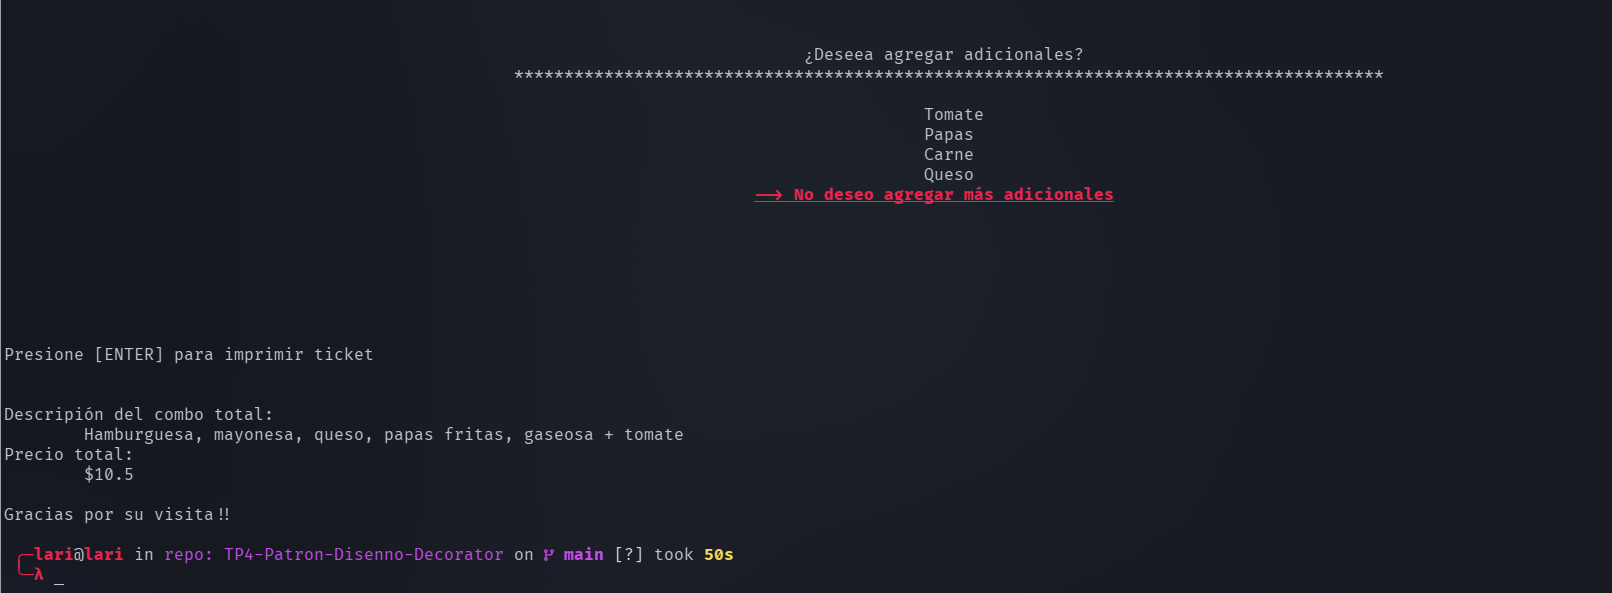 ¿Deseea agregar adicionales?
***************************************************************************************
Tomate
Papas
Carne
Queso
--> No deseo agregar más adicionales
Presione [ENTER] para imprimir ticket
Descripión del combo total:
Hamburguesa, mayonesa, queso, papas fritas, gaseosa + tomate
Precio total:
$10.5
Gracias por su visita!!
lari@lari in repo: TP4-Patron-Disenno-Decorator on main [?] took 50s
λ _